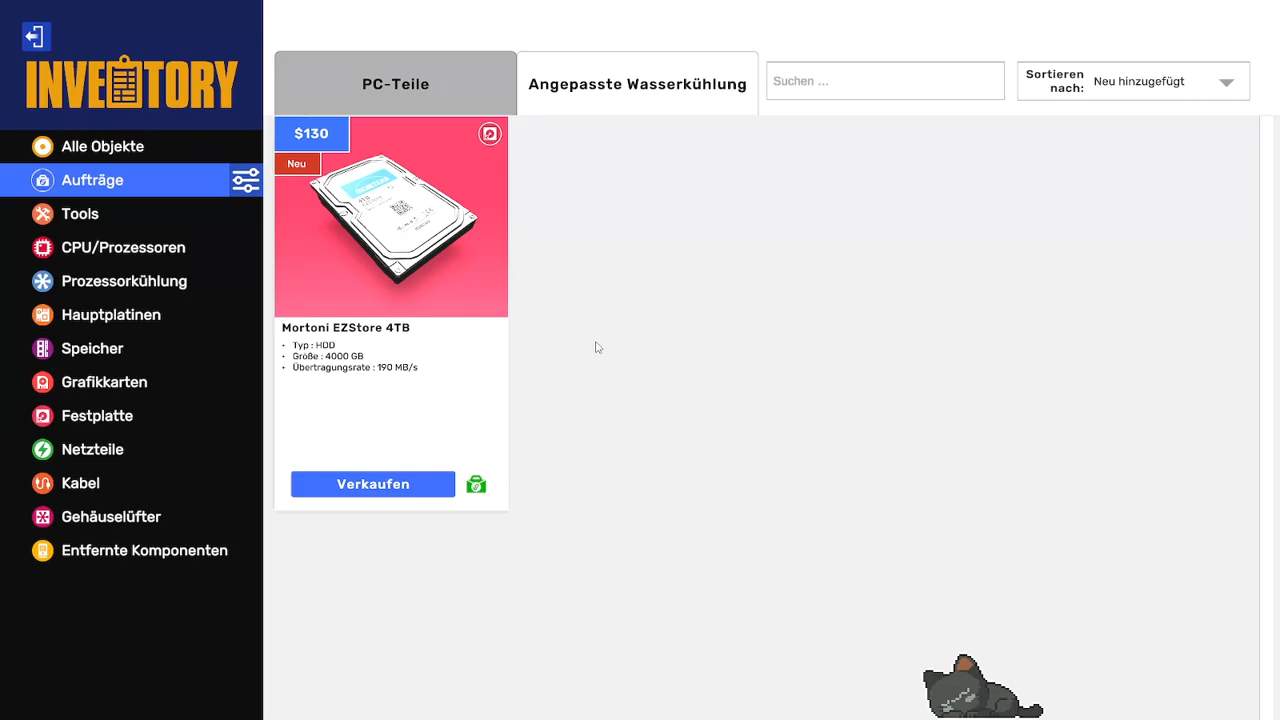 INVENTORY
Alle Objekte
Aufträge
Tools
CPU/Prozessoren
Prozessorkühlung
Hauptplatinen
Speicher
Grafikkarten
Festplatte
Netzteile
Kabel
Gehäuselüfter
Entfernte Komponenten
PC-Teile
Angepasste Wasserkühlung
Suchen ...
Sortieren nach:
Neu hinzugefügt
$130
Neu
Mortoni EZStore 4TB
• Typ : HDD
• Größe : 4000 GB
• Übertragungsrate : 190 MB/s
Verkaufen